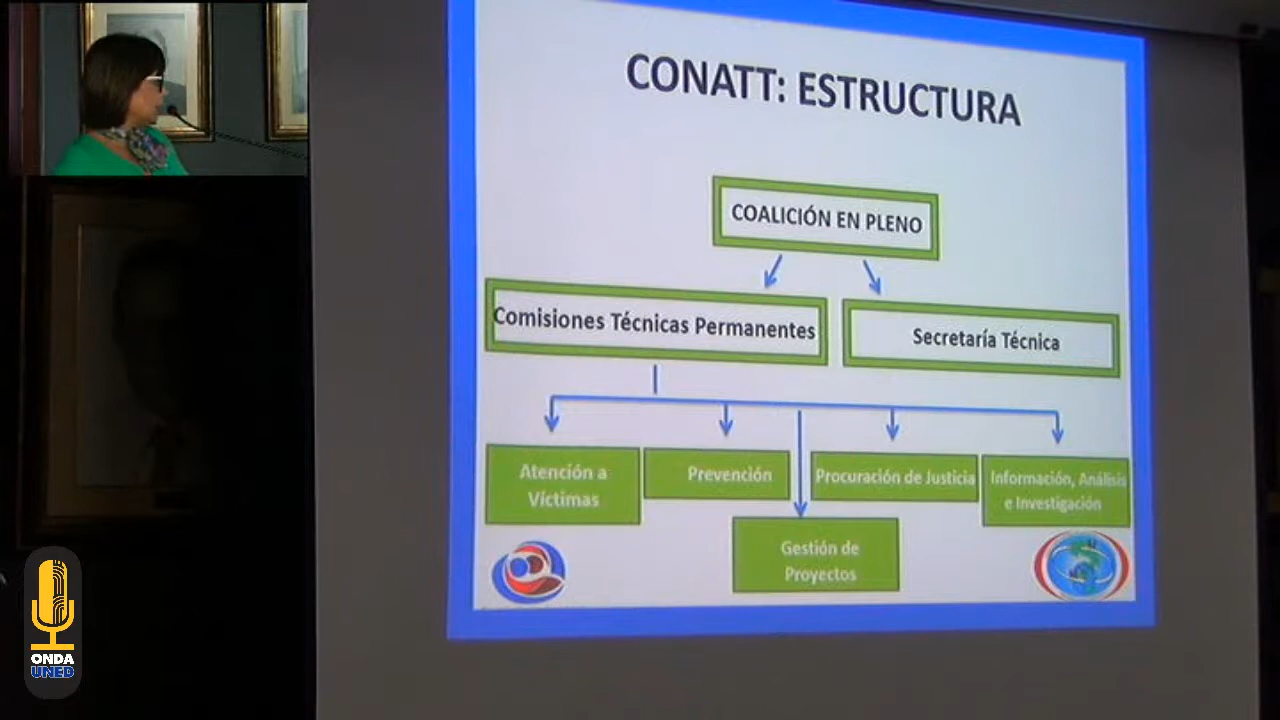 CONATT: ESTRUCTURA
COALICIÓN EN PLENO
Comisiones Técnicas Permanentes
Secretaría Técnica
Atención a
Víctimas
Prevención
Procuración de Justicia
Información, Análisis
e Investigación
Gestión de
Proyectos
ONDA
UNED